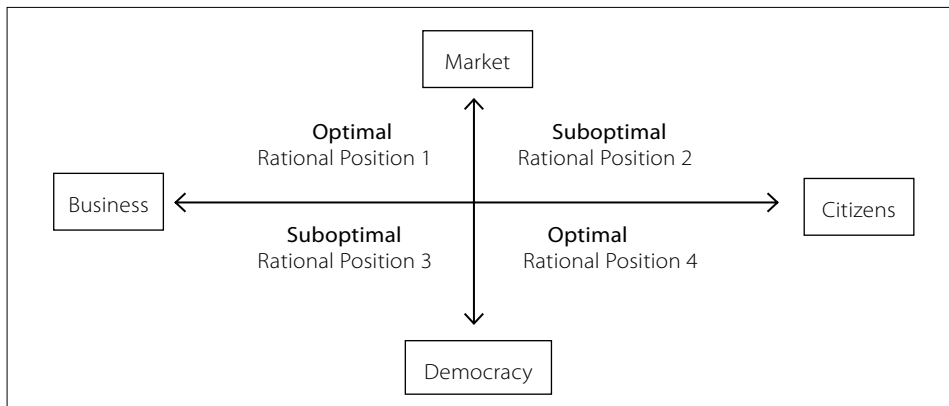 Market
Optimal
Rational Position 1
Suboptimal
Rational Position 2
Business
Citizens
Suboptimal
Rational Position 3
Optimal
Rational Position 4
Democracy